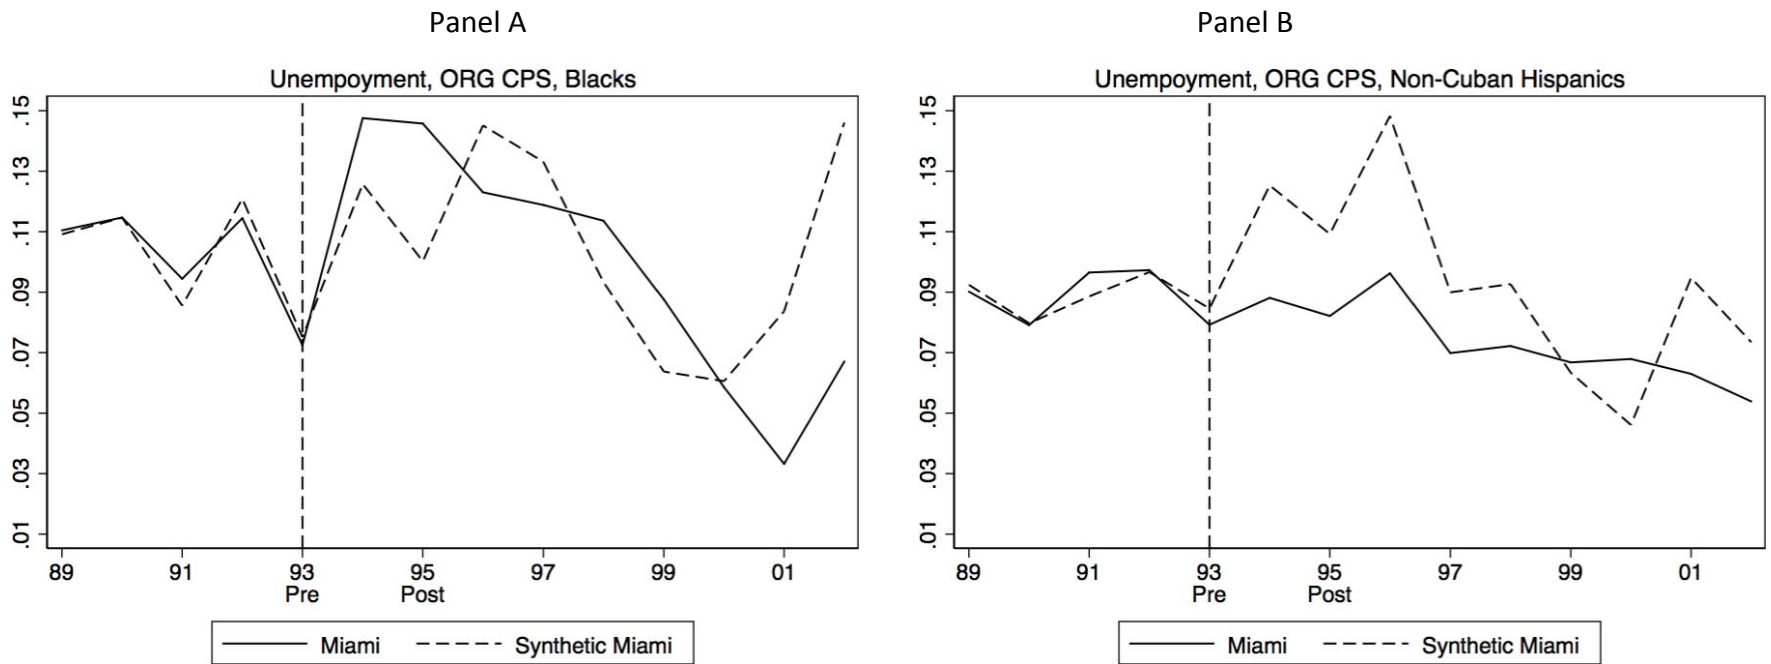 Panel A
Unempoyment, ORG CPS, Blacks
.15
.13
.11
.09
.07
.05
.03
.01
89 91 93 95 97 99 01
Pre Post
Miami Synthetic Miami
Panel B
Unempoyment, ORG CPS, Non-Cuban Hispanics
.15
.13
.11
.09
.07
.05
.03
.01
89 91 93 95 97 99 01
Pre Post
Miami Synthetic Miami